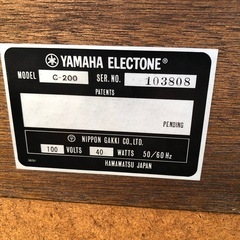 YAMAHA ELECTONE
MODEL C-200 SER. NO. 103808
PATENTS
PENDING
NIPPON GAKKI CO., LTD.
100 VOLTS 40 WATTS 50/60Hz
HAMAMATSU JAPAN